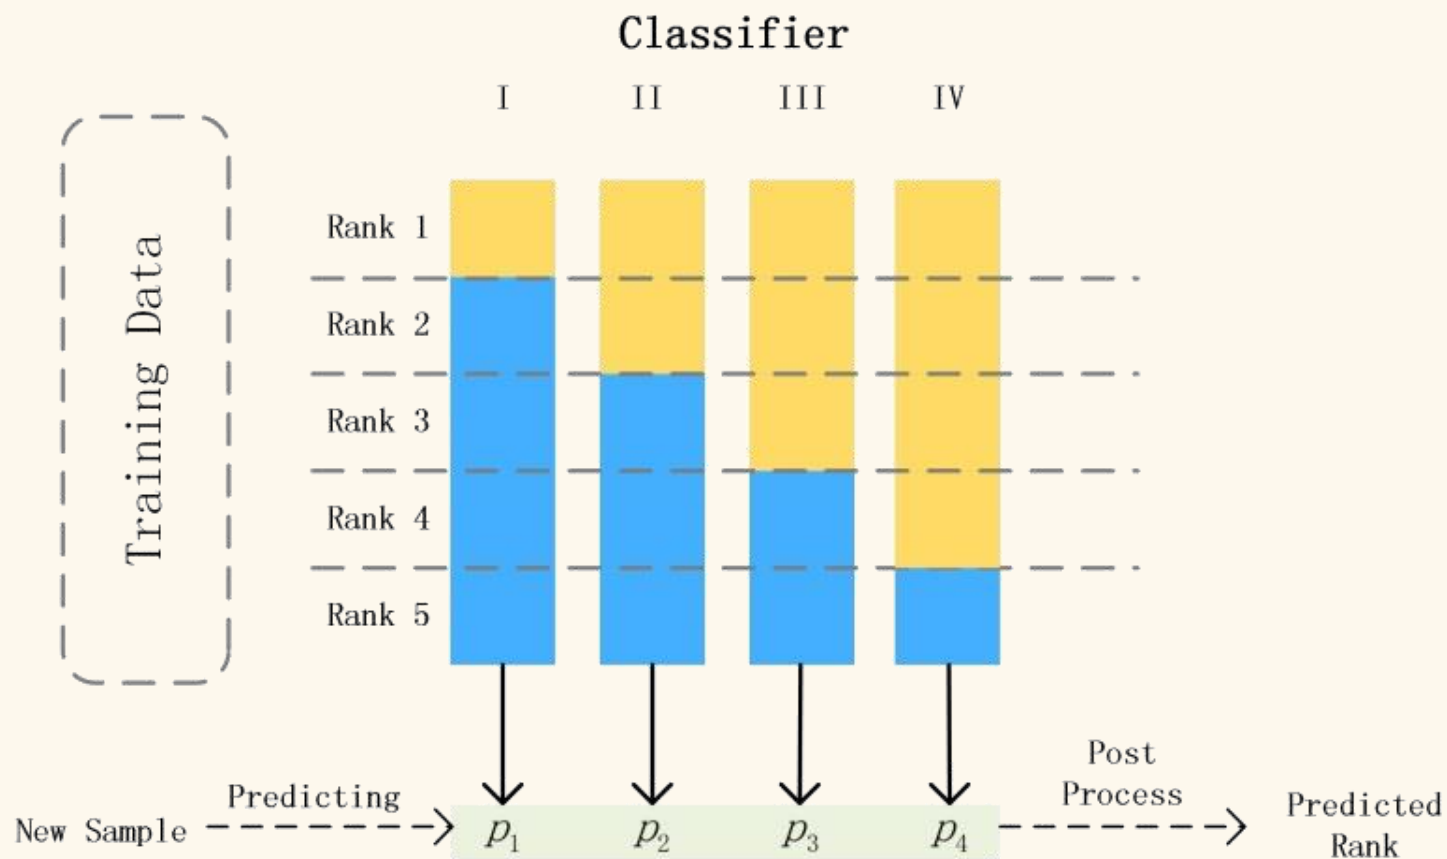 Classifier
I II III IV
Training Data
Rank 1
Rank 2
Rank 3
Rank 4
Rank 5
New Sample
Predicting
p₁ p₂ p₃ p₄
Post
Process
Predicted
Rank